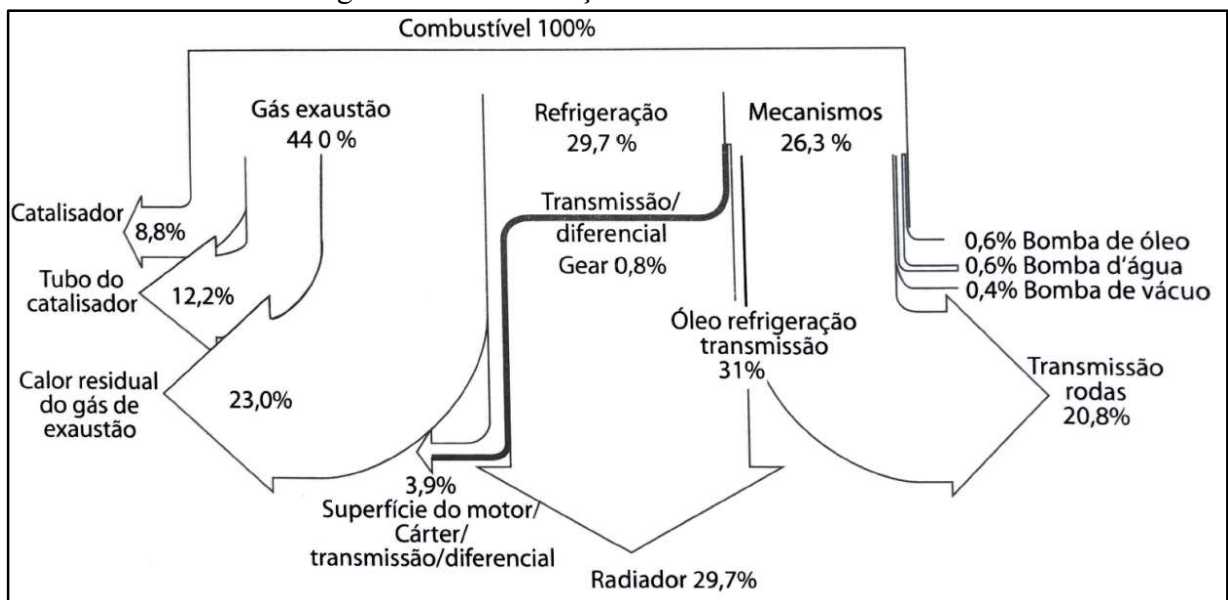 Combustível 100%
Gás exaustão
44 0 %
Refrigeração
29,7 %
Mecanismos
26,3 %
Catalisador
8,8%
Tubo do
catalisador
12,2%
Calor residual
do gás de
exaustão
23,0%
Transmissão/
diferencial
Gear 0,8%
3,9%
Superfície do motor/
Cárter/
transmissão/diferencial
Óleo refrigeração
transmissão
31%
Radiador 29,7%
0,6% Bomba de óleo
0,6% Bomba d'água
0,4% Bomba de vácuo
Transmissão
rodas
20,8%